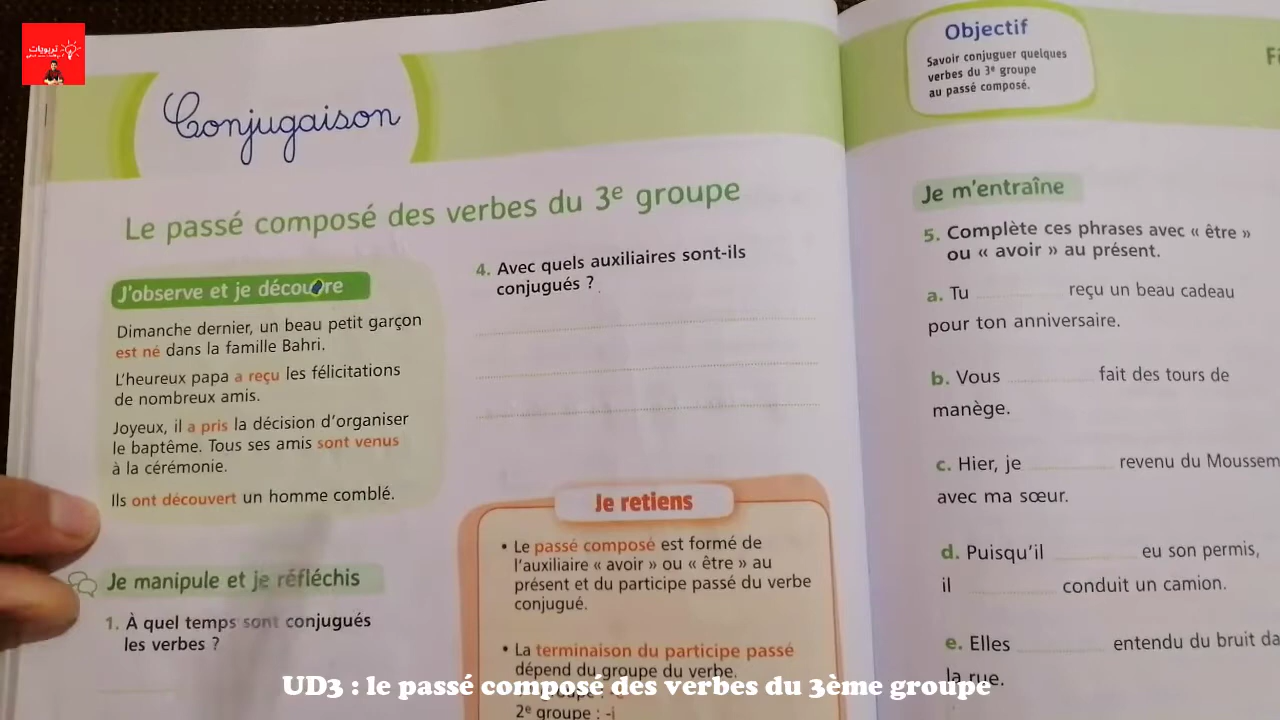 تربويات
Conjugaison
Le passé composé des verbes du 3e groupe
J'observe et je découvre
Dimanche dernier, un beau petit garçon
est né dans la famille Bahri.
L'heureux papa a reçu les félicitations
de nombreux amis.
Joyeux, il a pris la décision d'organiser
le baptême. Tous ses amis sont venus
à la cérémonie.
Ils ont découvert un homme comblé.
Je manipule et je réfléchis
1. À quel temps sont conjugués
les verbes ?
4. Avec quels auxiliaires sont-ils
conjugués ?
Je retiens
• Le passé composé est formé de
l'auxiliaire « avoir » ou « être » au
présent et du participe passé du verbe
conjugué.
• La terminaison du participe passé
dépend du groupe du verbe.
2e groupe : -i
Objectif
Savoir conjuguer quelques
verbes du 3e groupe
au passé composé.
Je m'entraîne
5. Complète ces phrases avec « être »
ou « avoir » au présent.
a. Tu reçu un beau cadeau
pour ton anniversaire.
b. Vous fait des tours de
manège.
c. Hier, je revenu du Moussem
avec ma sœur.
d. Puisqu'il eu son permis,
il conduit un camion.
e. Elles entendu du bruit da
la rue.
UD3 : le passé composé des verbes du 3ème groupe